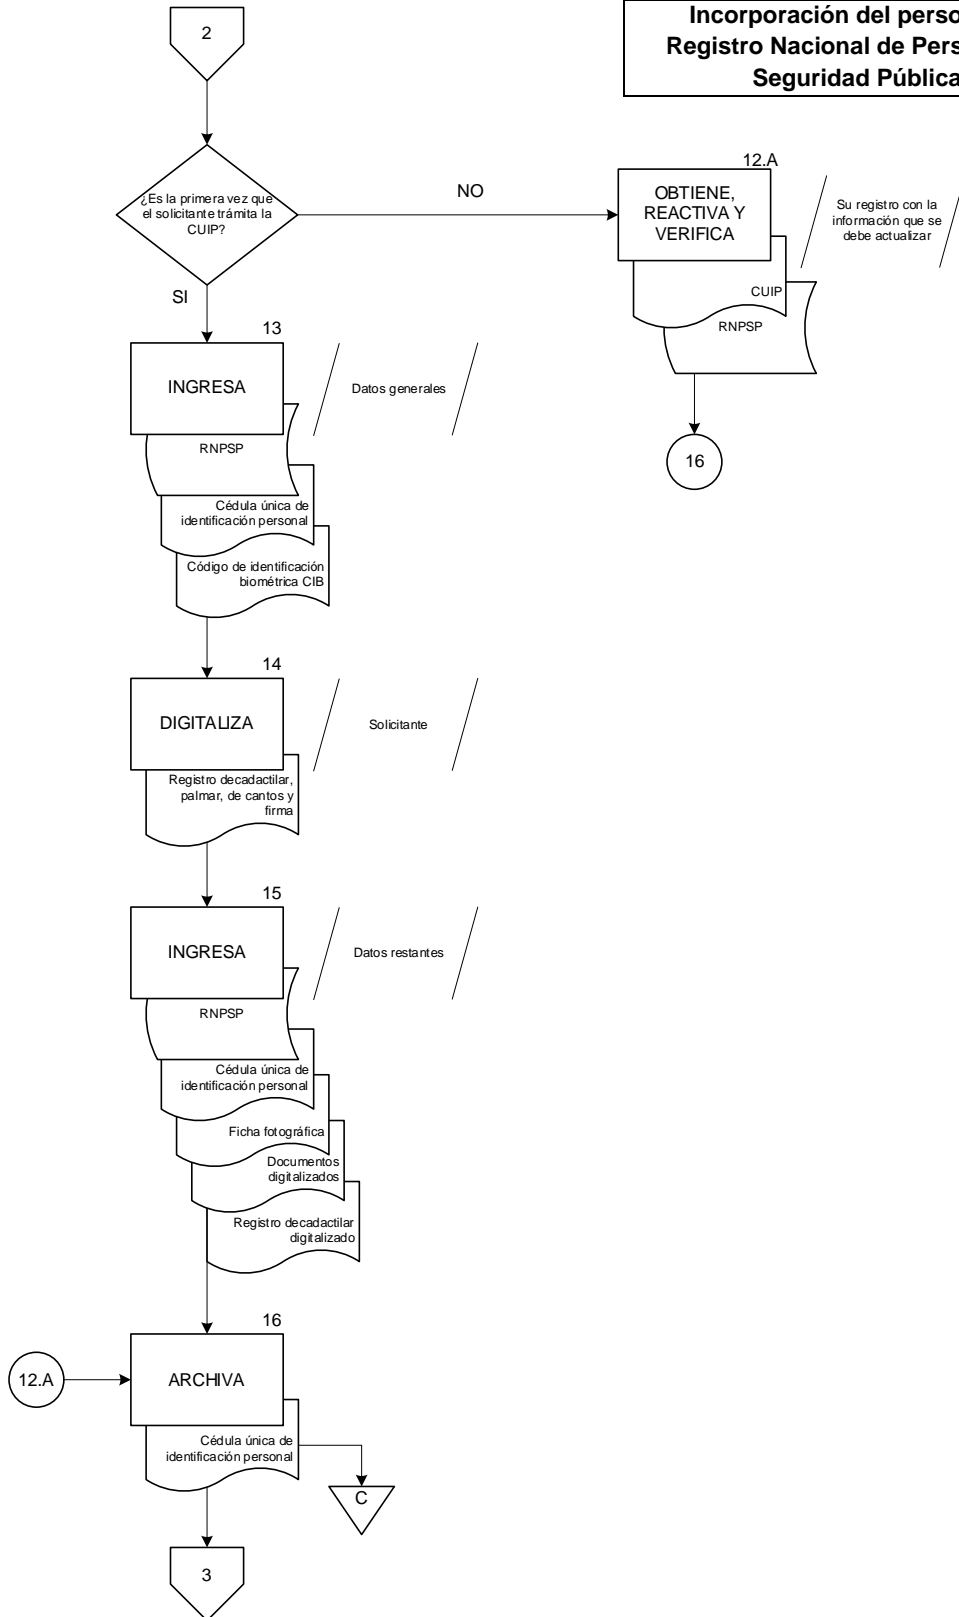 Incorporación del
Registro Nacional de
Seguridad Pública
2
¿Es la primera vez que
el solicitante trámita la
CUIP?
NO
SI
12.A
OBTIENE,
REACTIVA Y
VERIFICA
Su registro con la
información que se
debe actualizar
CUIP
RNPSP
16
13
INGRESA
Datos generales
RNPSP
Cédula única de
identificación personal
Código de identificación
biométrica CIB
14
DIGITALIZA
Solicitante
Registro decadactilar,
palmar, de cantos y
firma
15
INGRESA
Datos restantes
RNPSP
Cédula única de
identificación personal
Ficha fotográfica
Documentos
digitalizados
Registro decadactilar
digitalizado
16
12.A
ARCHIVA
Cédula única de
identificación personal
C
3